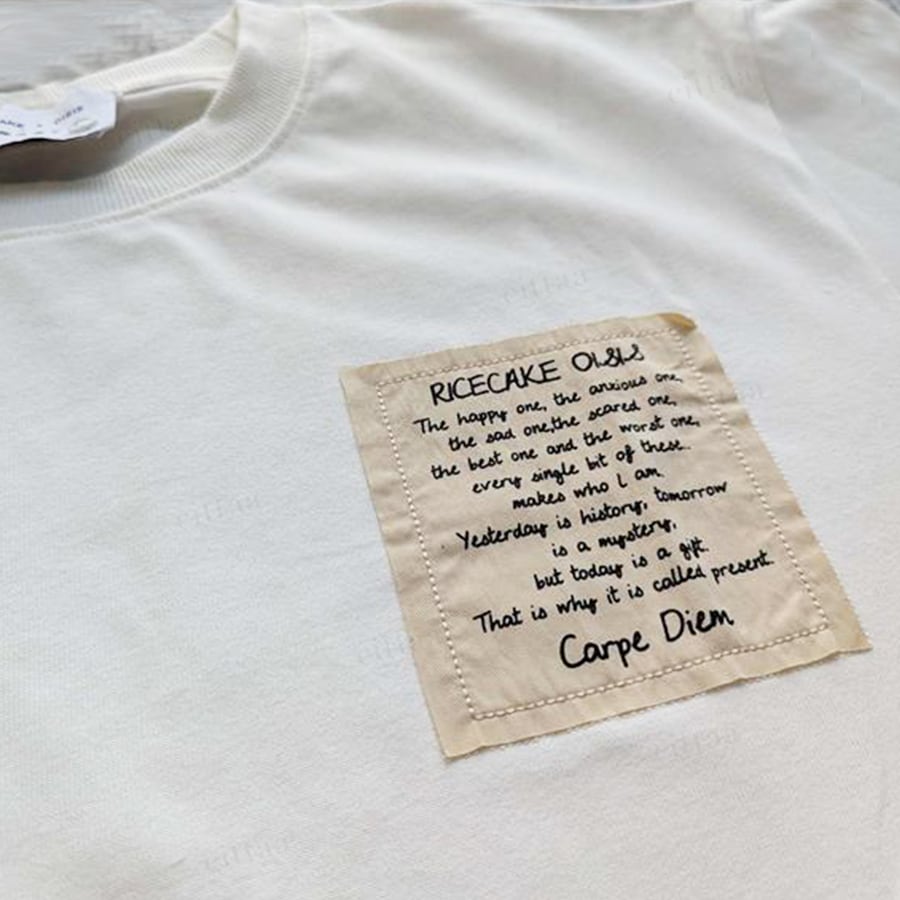 RICECAKE OISIS
The happy one, the anxious one,
the sad one,the scared one,
the best one and the worst one,
every single bit of these..
makes who I am.
Yesterday is history, tomorrow
is a mystery,
but today is a gift.
That is why it is called present.
Carpe Diem